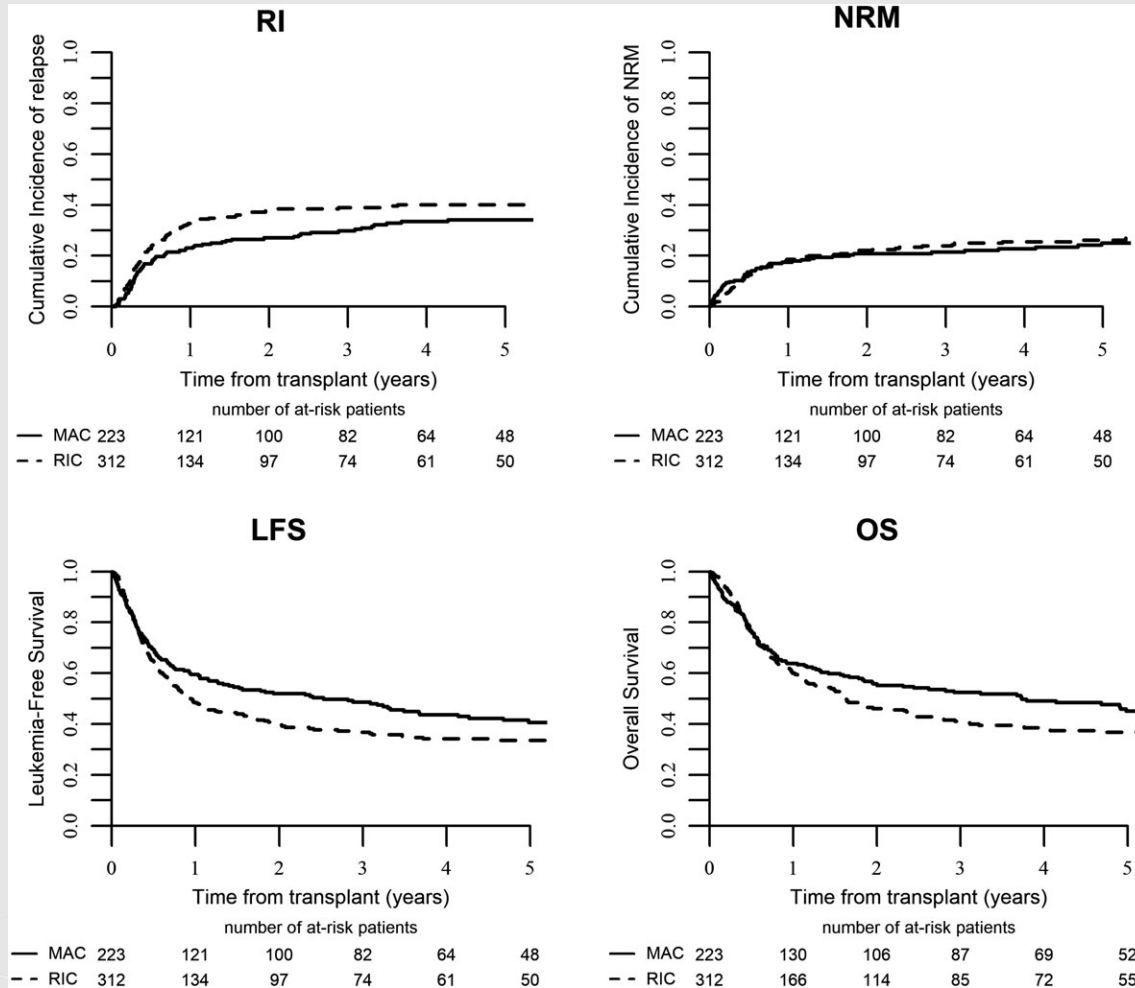 RI
Cumulative Incidence of relapse
0.0 0.2 0.4 0.6 0.8 1.0
0 1 2 3 4 5
Time from transplant (years)
number of at-risk patients
MAC 223 121 100 82 64 48
RIC 312 134 97 74 61 50
NRM
Cumulative Incidence of NRM
0.0 0.2 0.4 0.6 0.8 1.0
0 1 2 3 4 5
Time from transplant (years)
number of at-risk patients
MAC 223 121 100 82 64 48
RIC 312 134 97 74 61 50
LFS
Leukemia-Free Survival
0.0 0.2 0.4 0.6 0.8 1.0
0 1 2 3 4 5
Time from transplant (years)
number of at-risk patients
MAC 223 121 100 82 64 48
RIC 312 134 97 74 61 50
OS
Overall Survival
0.0 0.2 0.4 0.6 0.8 1.0
0 1 2 3 4 5
Time from transplant (years)
number of at-risk patients
MAC 223 130 106 87 69 52
RIC 312 166 114 85 72 55